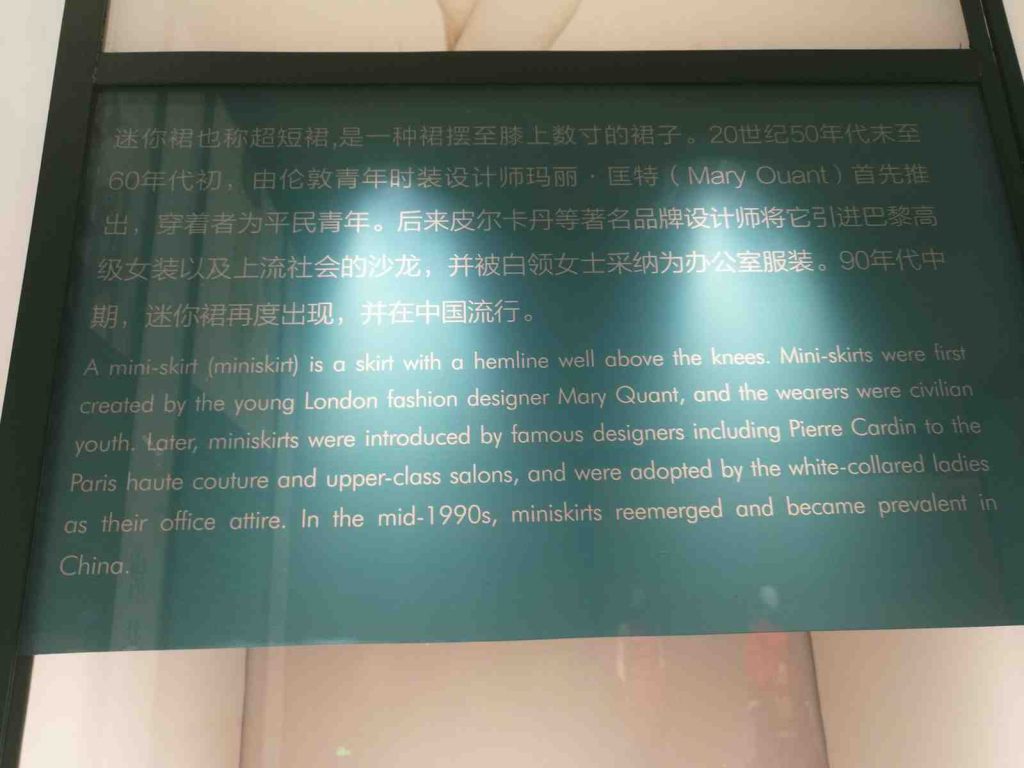 迷你裙也称超短裙,是一种裙摆至膝上数寸的裙子。20世纪50年代末至
60年代初，由伦敦青年时装设计师玛丽·匡特（Mary Quant）首先推
出，穿着者为平民青年。后来皮尔卡丹等著名品牌设计师将它引进巴黎高
级女装以及上流社会的沙龙，并被白领女士采纳为办公室服装。90年代中
期，迷你裙再度出现，并在中国流行。
A mini-skirt (miniskirt) is a skirt with a hemline well above the knees. Mini-skirts were first
created by the young London fashion designer Mary Quant, and the wearers were civilian
youth. Later, miniskirts were introduced by famous designers including Pierre Cardin to the
Paris haute couture and upper-class salons, and were adopted by the white-collared ladies
as their office attire. In the mid-1990s, miniskirts reemerged and became prevalent in
China.